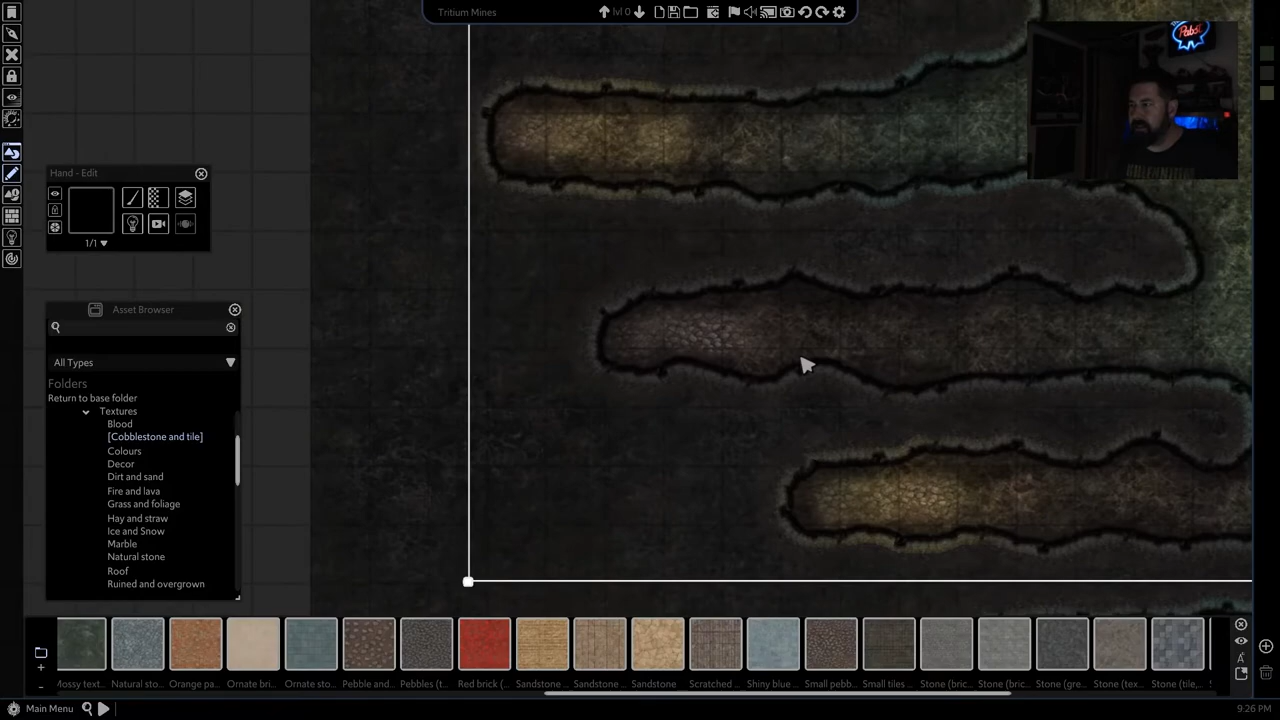 Tritium Mines
lvl 0
Pabst
Hand - Edit
1/1
Asset Browser
All Types
Folders
Return to base folder
Textures
Blood
[Cobblestone and tile]
Colours
Decor
Dirt and sand
Fire and lava
Grass and foliage
Hay and straw
Ice and Snow
Marble
Natural stone
Roof
Ruined and overgrown
Mossy text...
Natural sto...
Orange pa...
Ornate bri...
Ornate sto...
Pebble and...
Pebbles (t...
Red brick (...
Sandstone ...
Sandstone ...
Sandstone
Scratched ...
Shiny blue ...
Small pebb...
Small tiles ...
Stone (bric...
Stone (bric...
Stone (gre...
Stone (tex...
Stone (tile,...
Main Menu
9:26 PM